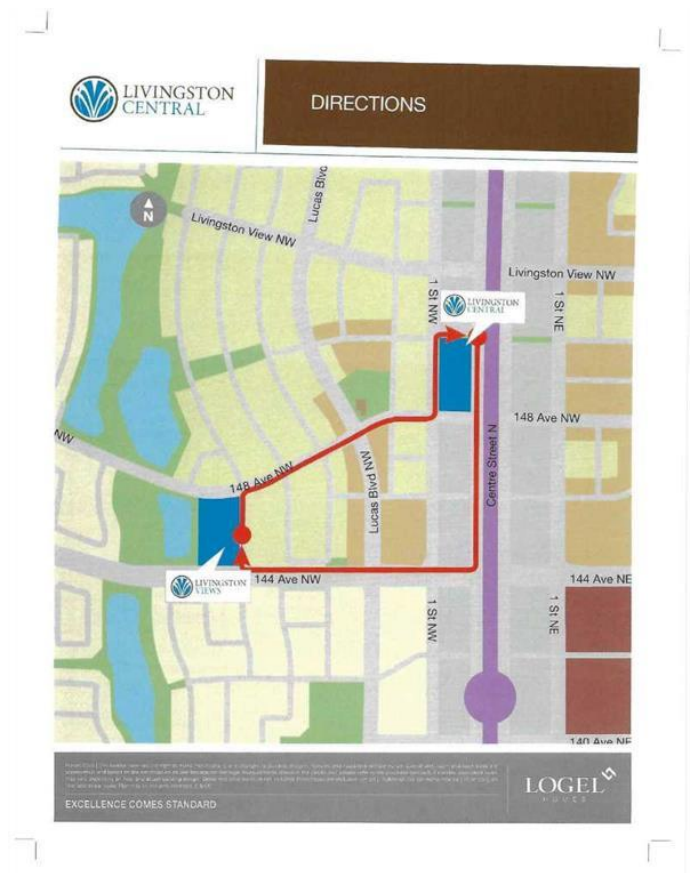 LIVINGSTON
CENTRAL
DIRECTIONS
N
Lucas Blvd
Livingston View NW
Livingston View NW
1 St NW
LIVINGSTON
CENTRAL
1 St NE
148 Ave NW
NW
Centre Street N
148 Ave NW
Lucas Blvd NW
LIVINGSTON
VIEWS
144 Ave NW
144 Ave NE
1 St NW
1 St NE
140 Ave NE
LOGEL
HOMES
EXCELLENCE COMES STANDARD